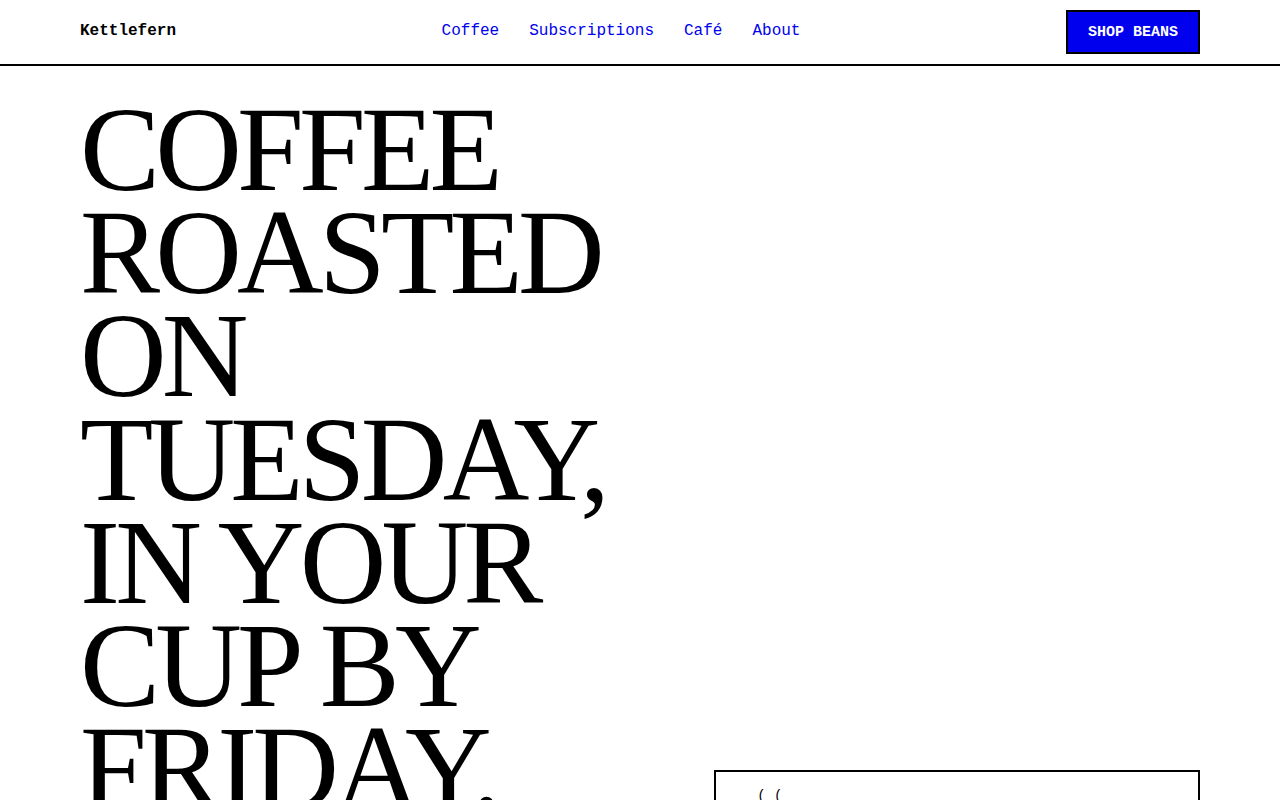 Kettlefern
Coffee Subscriptions Café About
SHOP BEANS
COFFEE
ROASTED
ON
TUESDAY,
IN YOUR
CUP BY
FRIDAY.
( (